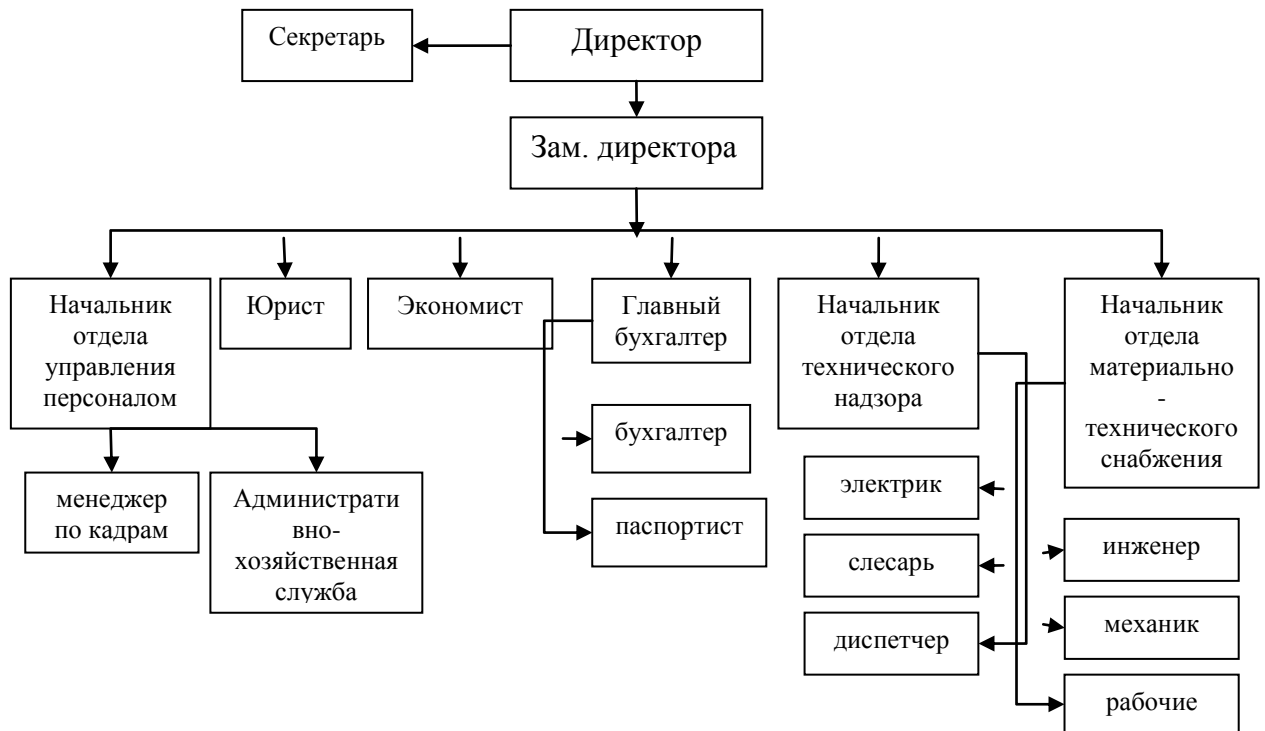 Секретарь
Директор
Зам. директора
Начальник
отдела
управления
персоналом
Юрист
Экономист
Главный
бухгалтер
Начальник
отдела
технического
надзора
Начальник
отдела
материально
-
технического
снабжения
менеджер
по кадрам
Администрати
вно-
хозяйственная
служба
бухгалтер
паспортист
электрик
слесарь
диспетчер
инженер
механик
рабочие